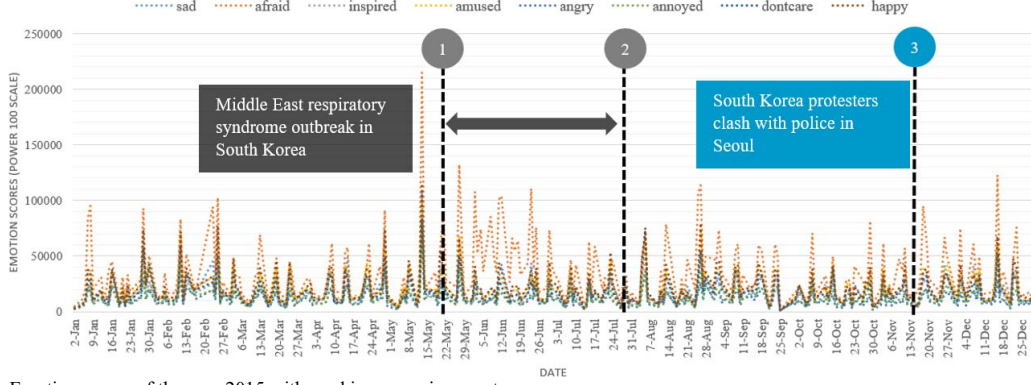 sad afraid inspired amused angry annoyed dontcare happy
250000
200000
150000
100000
50000
0
EMOTION SCORES (POWER 100 SCALE)
1
2
3
Middle East respiratory
syndrome outbreak in
South Korea
South Korea protesters
clash with police in
Seoul
2-Jan 9-Jan 16-Jan 23-Jan 30-Jan 6-Feb 13-Feb 20-Feb 27-Feb 6-Mar 13-Mar 20-Mar 27-Mar 3-Apr 10-Apr 17-Apr 24-Apr 1-May 8-May 15-May 22-May 29-May 5-Jun 12-Jun 19-Jun 26-Jun 3-Jul 10-Jul 17-Jul 24-Jul 31-Jul 7-Aug 14-Aug 21-Aug 28-Aug 4-Sep 11-Sep 18-Sep 25-Sep 2-Oct 9-Oct 16-Oct 23-Oct 30-Oct 6-Nov 13-Nov 20-Nov 27-Nov 4-Dec 11-Dec 18-Dec 25-Dec
DATE